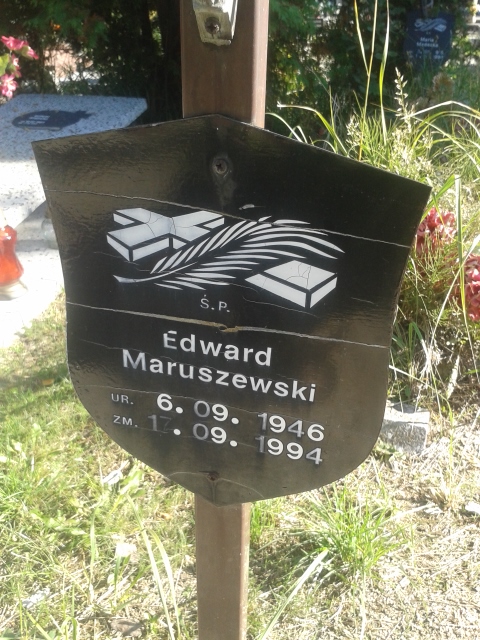 Ś.P.
Edward
Maruszewski
UR. 6. 09. 1946
ZM. 17. 09. 1994